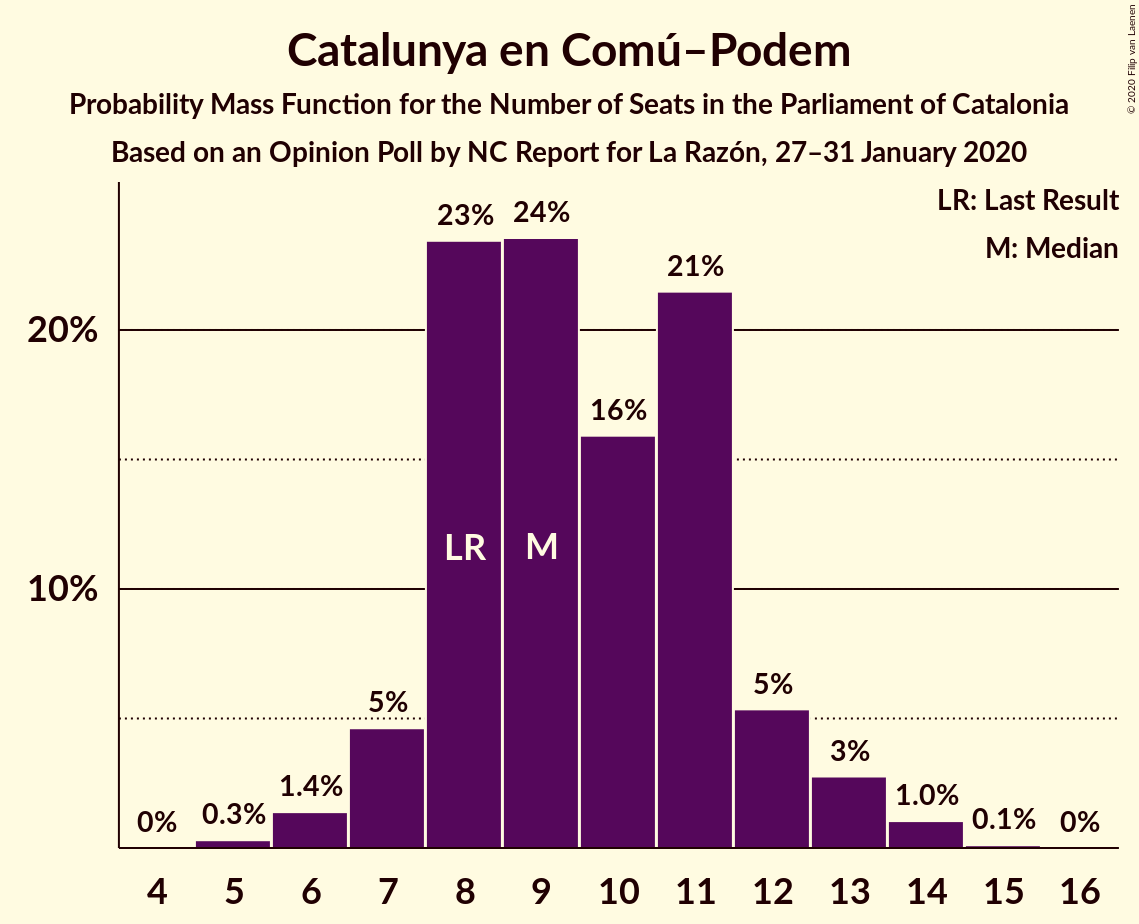 Catalunya en Comú–Podem
Probability Mass Function for the Number of Seats in the Parliament of Catalonia
Based on an Opinion Poll by NC Report for La Razón, 27–31 January 2020
© 2020 Filip van Laenen
LR: Last Result
M: Median
23% 24%
21%
20%
16%
LR M
10%
5%
5%
3%
0% 0.3% 1.4% 1.0% 0.1% 0%
4 5 6 7 8 9 10 11 12 13 14 15 16